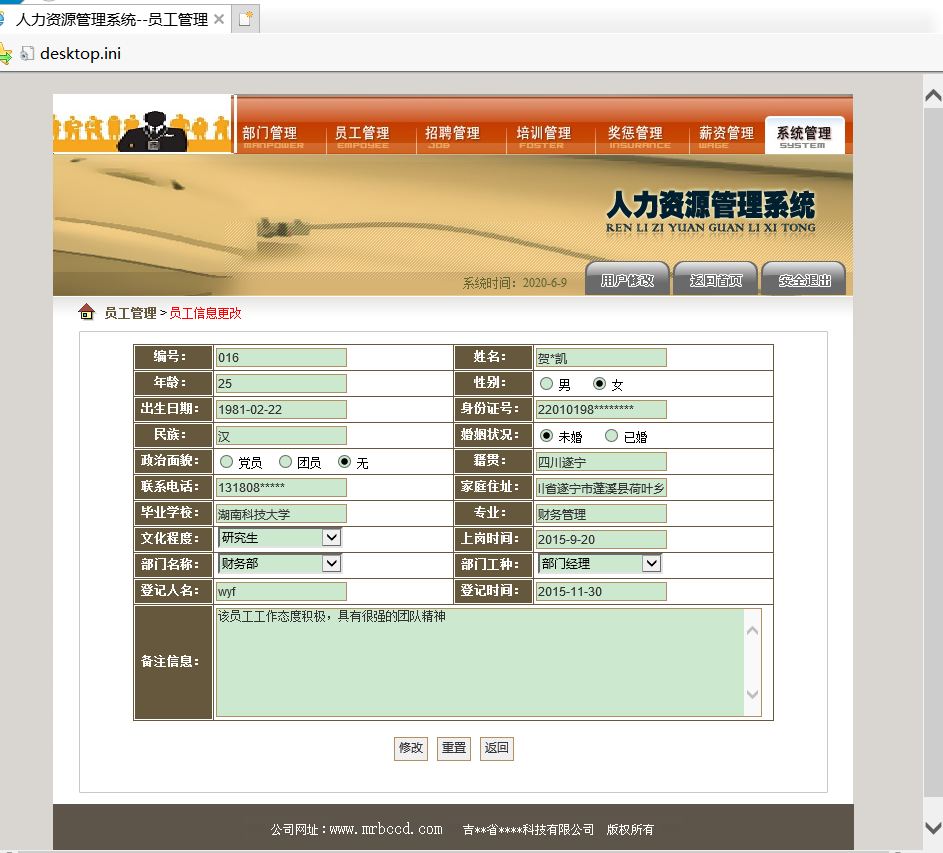 人力资源管理系统--员工管理
desktop.ini
部门管理 员工管理 招聘管理 培训管理 奖惩管理 薪资管理 系统管理
MANPOWER EMPOYEE JOB POSTER INSURANCE WAGE SYSTEM
人力资源管理系统
REN LI ZI YUAN GUAN LI XI TONG
系统时间：2020-6-9 用户修改 返回首页 安全退出
员工管理 > 员工信息更改
编号： 016 姓名： 贺*凯
年龄： 25 性别： 男 女
出生日期： 1981-02-22 身份证号： 22010198********
民族： 汉 婚姻状况： 未婚 已婚
政治面貌： 党员 团员 无 籍贯： 四川遂宁
联系电话： 131808***** 家庭住址： 省遂宁市蓬溪县荷叶乡
毕业学校： 湖南科技大学 专业： 财务管理
文化程度： 研究生 上岗时间： 2015-9-20
部门名称： 财务部 部门工种： 部门经理
登记人名： wyf 登记时间： 2015-11-30
备注信息： 该员工工作态度积极，具有很强的团队精神
修改 重置 返回
公司网址：www.mrbccd.com 吉**省****科技有限公司 版权所有